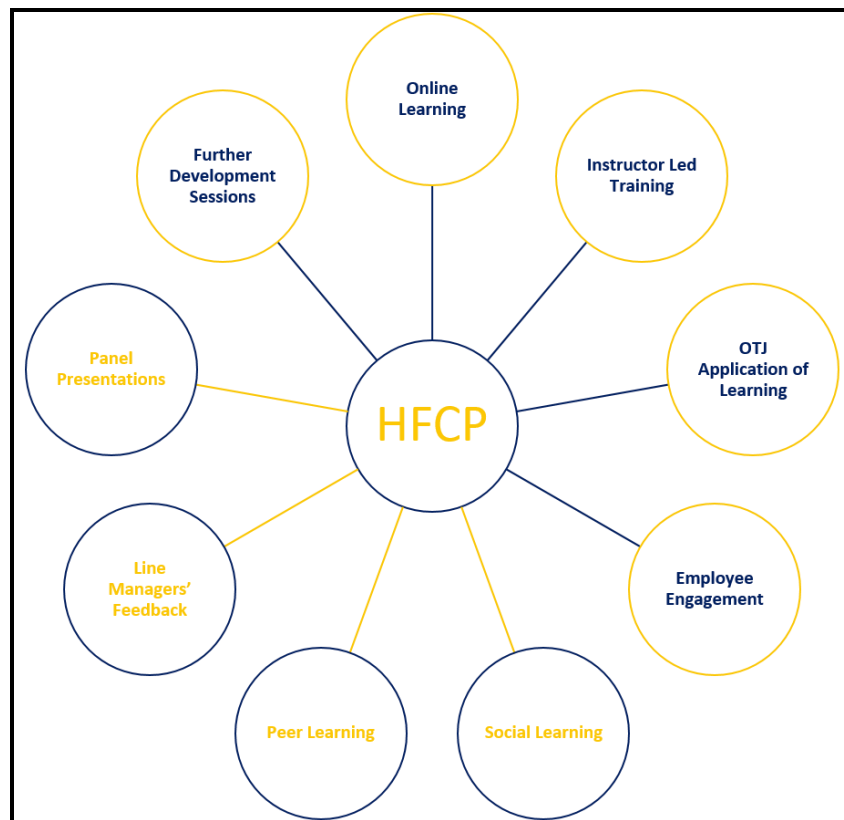 Online
Learning
Instructor Led
Training
OTJ
Application of
Learning
Employee
Engagement
Social Learning
Peer Learning
Line
Managers’
Feedback
Panel
Presentations
Further
Development
Sessions
HFCP